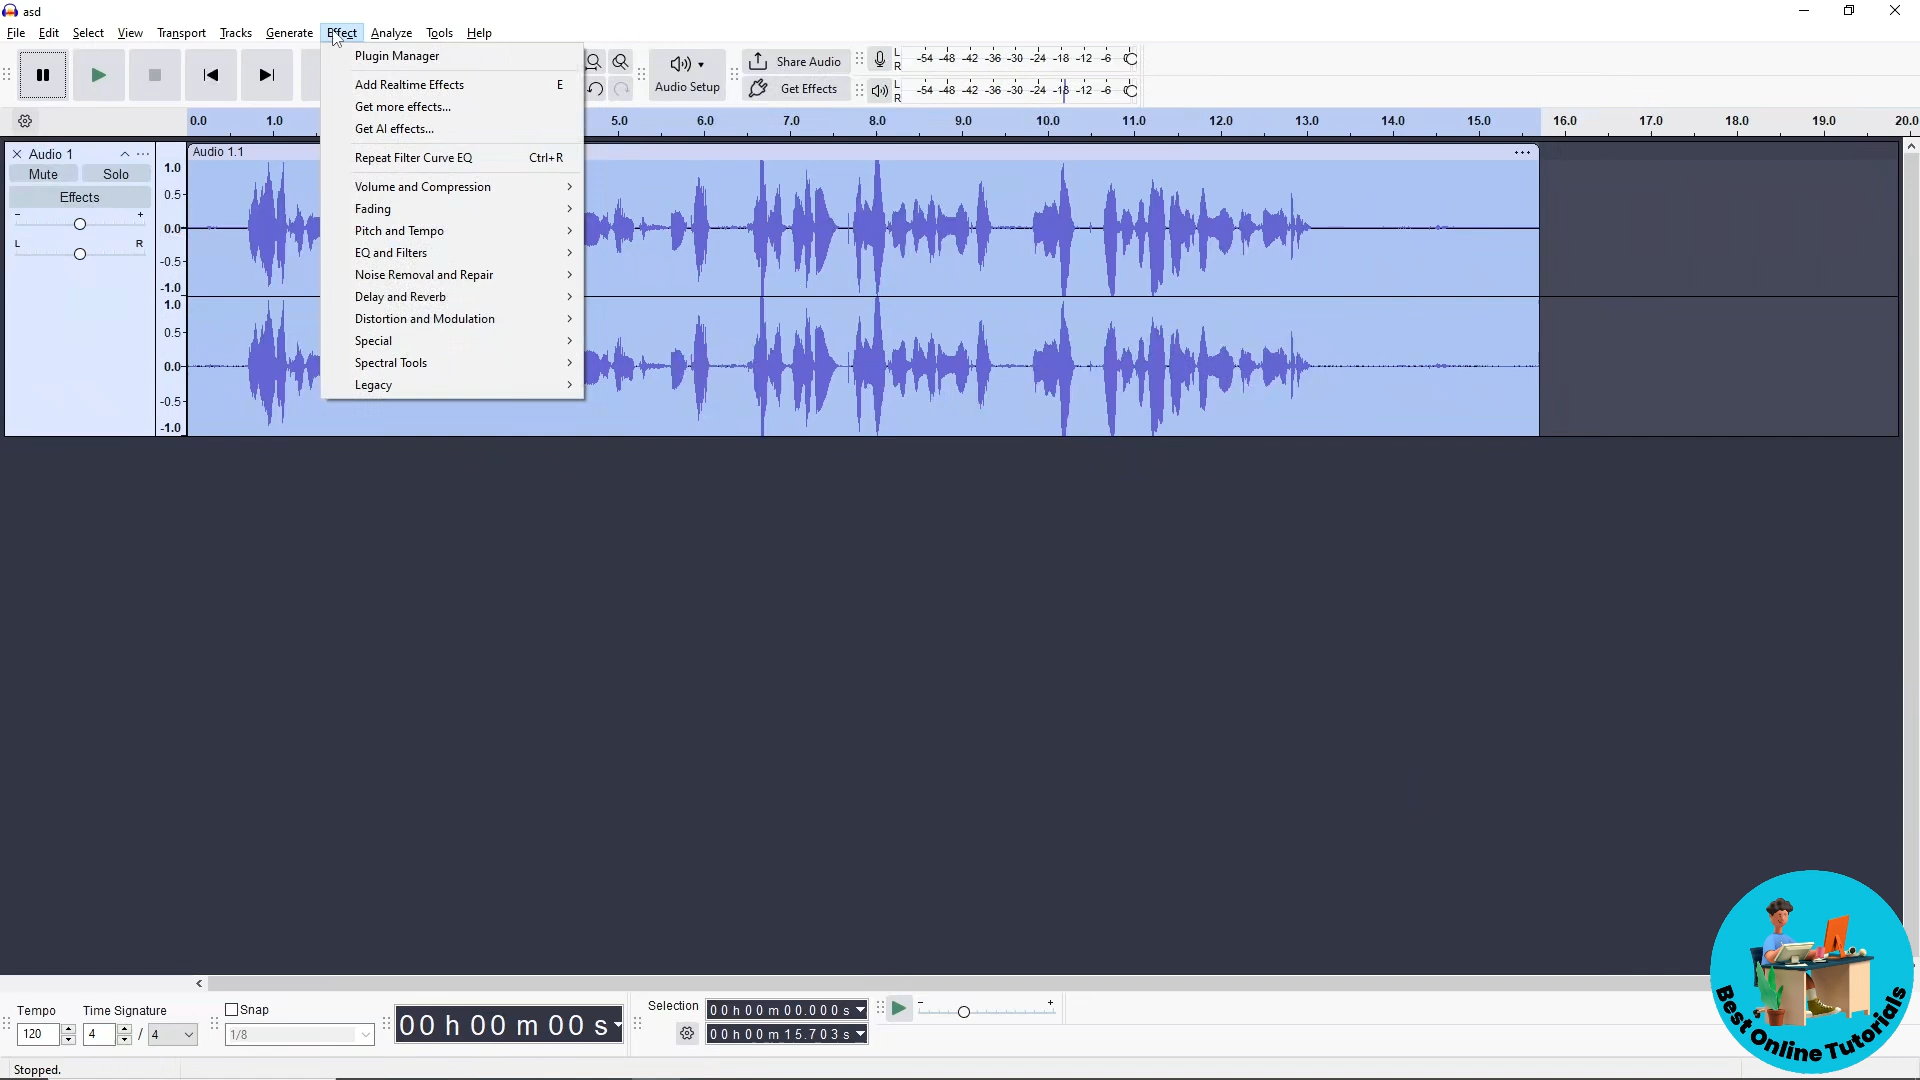 asd
File Edit Select View Transport Tracks Generate Effect Analyze Tools Help
Plugin Manager
Add Realtime Effects E
Get more effects...
Get AI effects...
Repeat Filter Curve EQ Ctrl+R
Volume and Compression
Fading
Pitch and Tempo
EQ and Filters
Noise Removal and Repair
Delay and Reverb
Distortion and Modulation
Special
Spectral Tools
Legacy
Audio Setup
Share Audio
Get Effects
L
R
-54 -48 -42 -36 -30 -24 -18 -12 -6 0
L
R
-54 -48 -42 -36 -30 -24 -18 -12 -6 0
0.0 1.0 5.0 6.0 7.0 8.0 9.0 10.0 11.0 12.0 13.0 14.0 15.0 16.0 17.0 18.0 19.0 20.0
Audio 1
Mute Solo
Effects
- +
L R
1.0
0.5
0.0
-0.5
-1.0
1.0
0.5
0.0
-0.5
-1.0
Audio 1.1
Tempo
120
Time Signature
4 / 4
Snap
1/8
00 h 00 m 00 s
Selection
00 h 00 m 00.000 s
00 h 00 m 15.703 s
- +
Stopped.
Best Online Tutorials